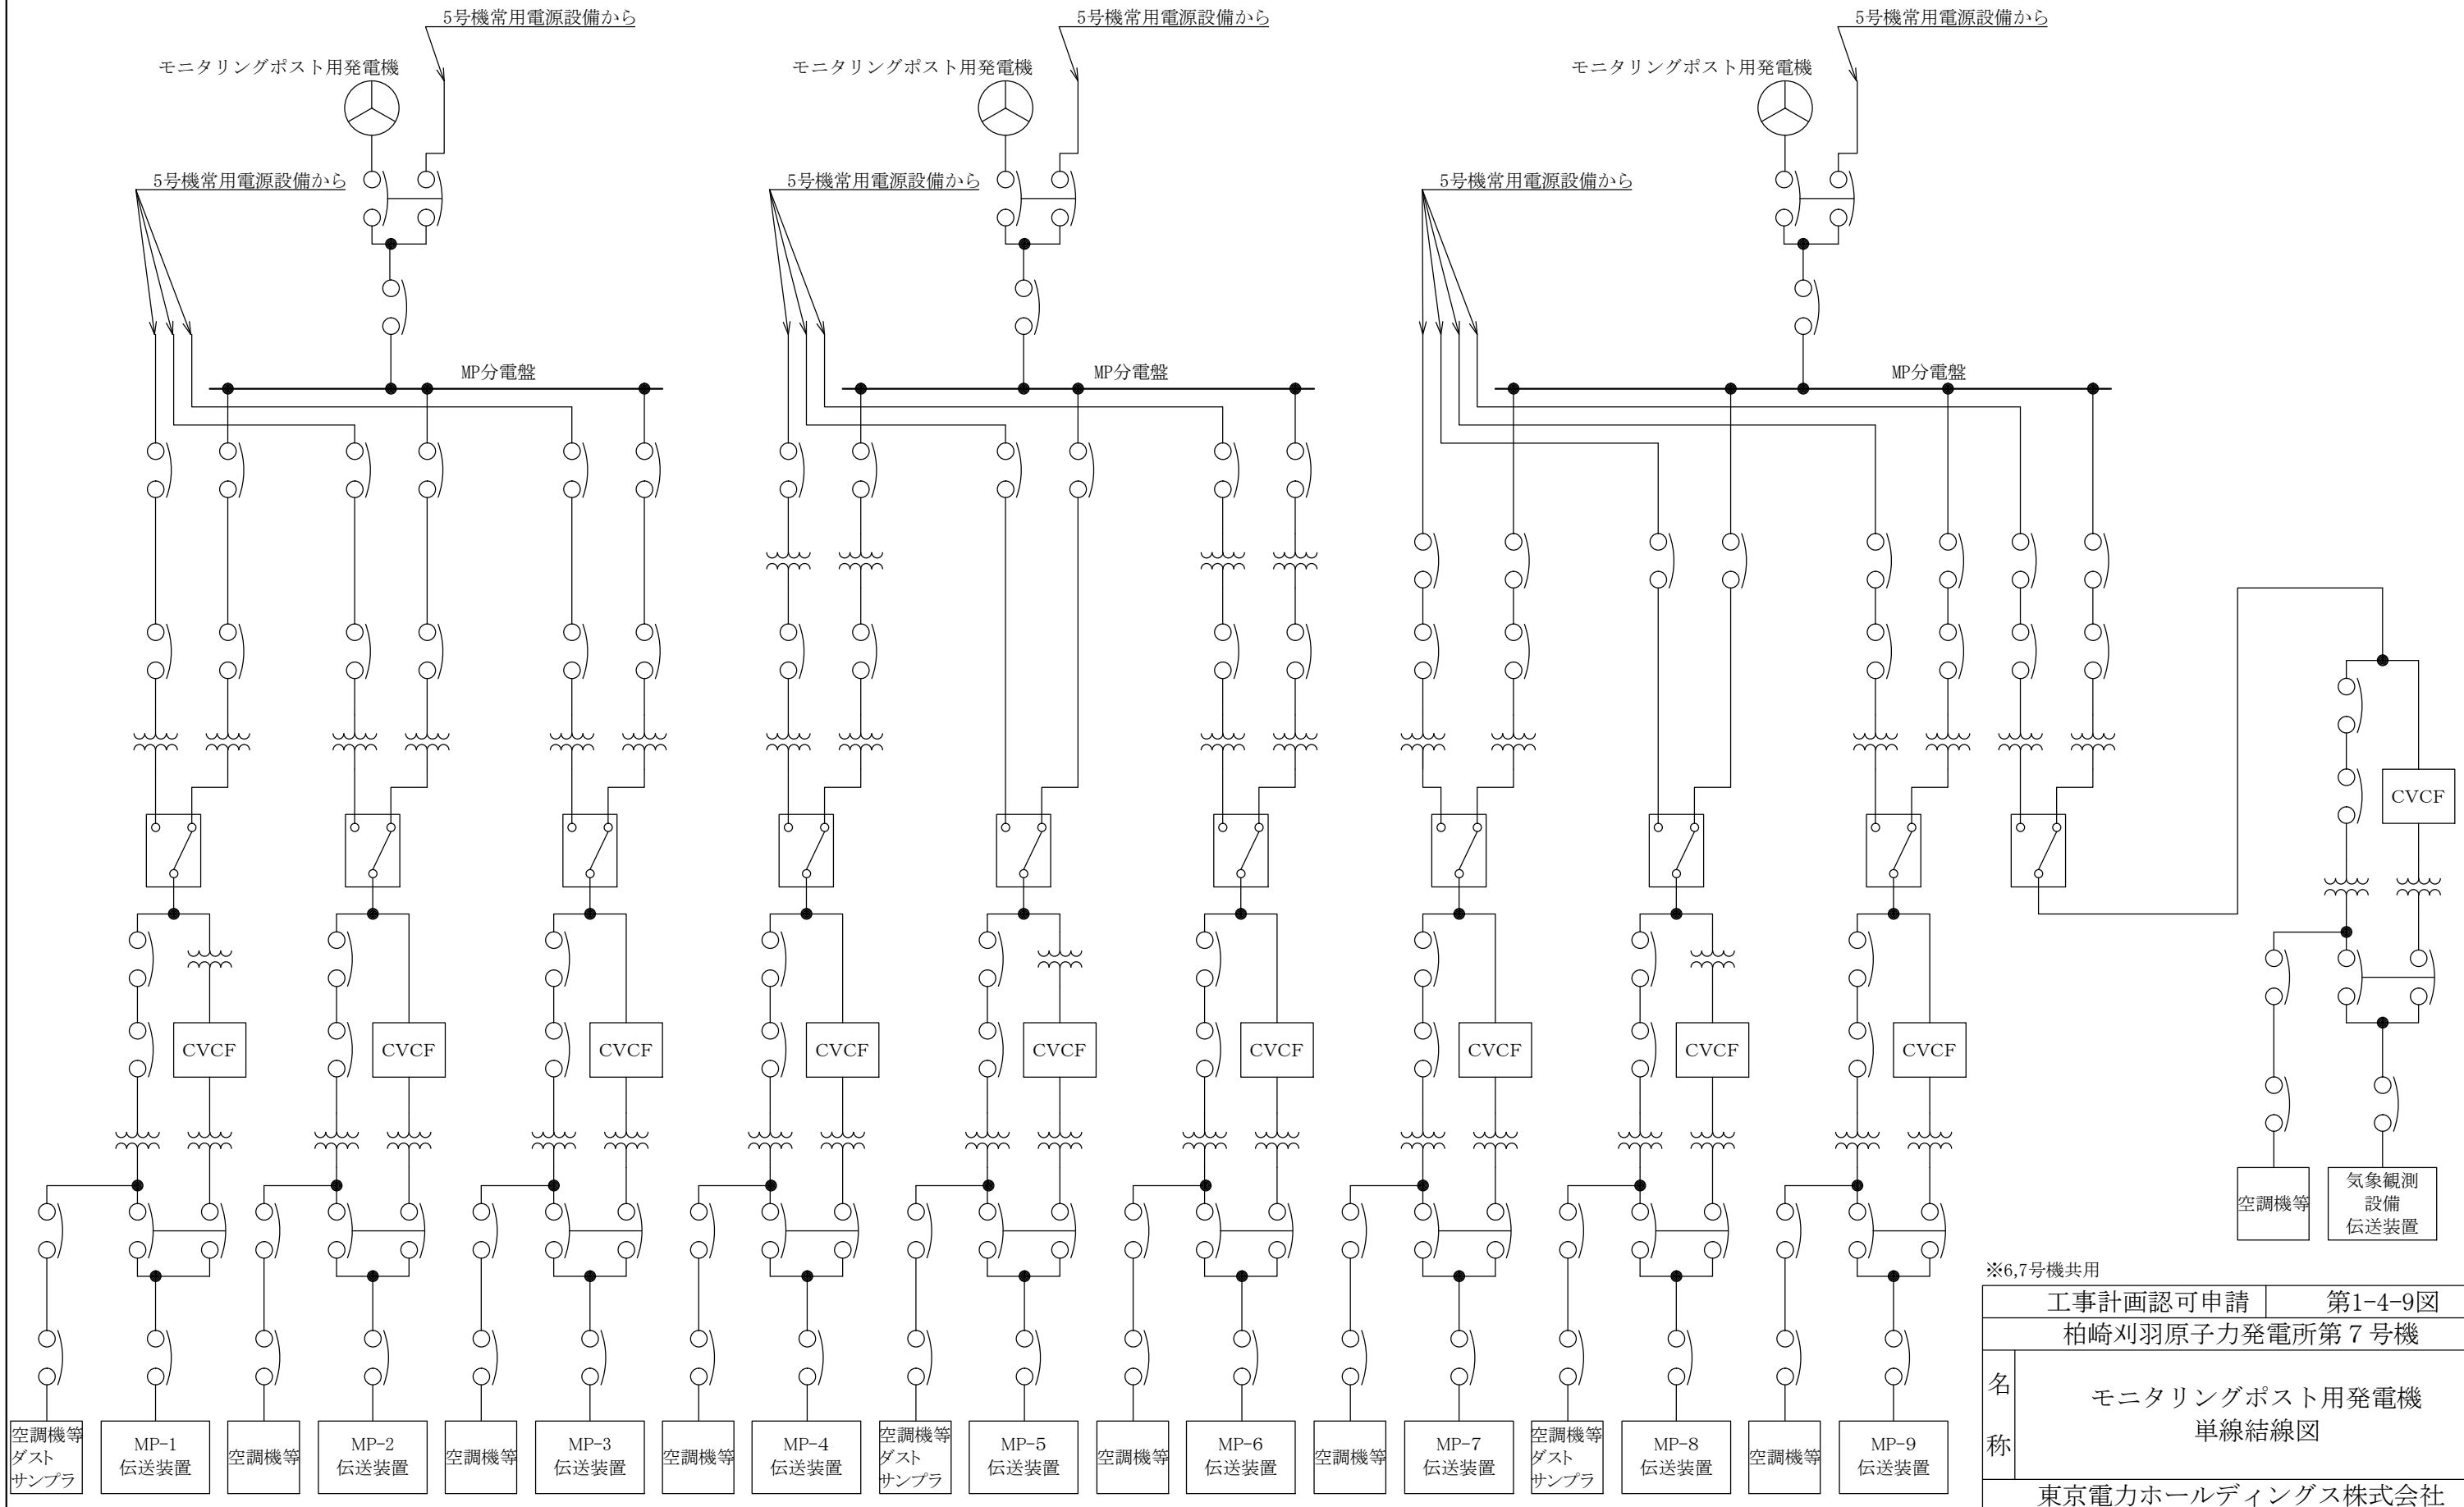 5号機常用電源設備から
5号機常用電源設備から
5号機常用電源設備から
モニタリングポスト用発電機
モニタリングポスト用発電機
モニタリングポスト用発電機
5号機常用電源設備から
5号機常用電源設備から
5号機常用電源設備から
MP分電盤
MP分電盤
MP分電盤
CVCF
CVCF
CVCF
CVCF
CVCF
CVCF
CVCF
CVCF
CVCF
CVCF
空調機等
気象観測
設備
伝送装置
空調機等
ダスト
サンプラ
MP-1
伝送装置
空調機等
MP-2
伝送装置
空調機等
MP-3
伝送装置
空調機等
MP-4
伝送装置
空調機等
ダスト
サンプラ
MP-5
伝送装置
空調機等
MP-6
伝送装置
空調機等
MP-7
伝送装置
空調機等
ダスト
サンプラ
MP-8
伝送装置
空調機等
MP-9
伝送装置
※6,7号機共用
工事計画認可申請 第1-4-9図
柏崎刈羽原子力発電所第７号機
名称
モニタリングポスト用発電機
単線結線図
東京電力ホールディングス株式会社